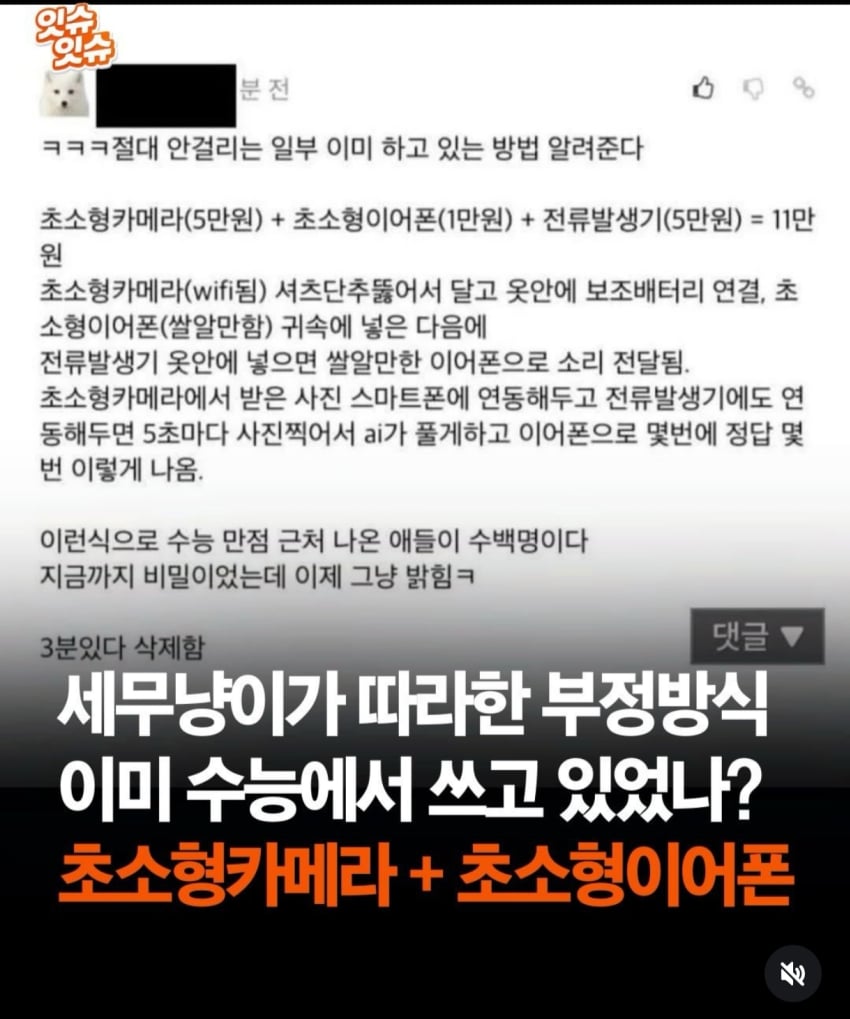 잇슈
잇슈
분 전
ㅋㅋㅋ절대 안걸리는 일부 이미 하고 있는 방법 알려준다
초소형카메라(5만원) + 초소형이어폰(1만원) + 전류발생기(5만원) = 11만
원
초소형카메라(wifi됨) 셔츠단추뚫어서 달고 옷안에 보조배터리 연결, 초
소형이어폰(쌀알만함) 귀속에 넣은 다음에
전류발생기 옷안에 넣으면 쌀알만한 이어폰으로 소리 전달됨.
초소형카메라에서 받은 사진 스마트폰에 연동해두고 전류발생기에도 연
동해두면 5초마다 사진찍어서 ai가 풀게하고 이어폰으로 몇번에 정답 몇
번 이렇게 나옴.
이런식으로 수능 만점 근처 나온 애들이 수백명이다
지금까지 비밀이었는데 이제 그냥 밝힘ㅋ
3분있다 삭제함
댓글 ▼
세무냥이가 따라한 부정방식
이미 수능에서 쓰고 있었나?
초소형카메라 + 초소형이어폰